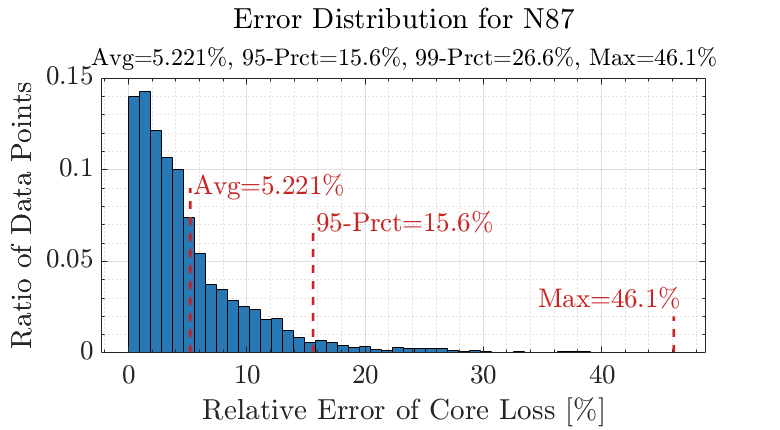 Error Distribution for N87
Avg=5.221%, 95-Prct=15.6%, 99-Prct=26.6%, Max=46.1%
Ratio of Data Points
0.15
0.1
0.05
0
Avg=5.221%
95-Prct=15.6%
Max=46.1%
0
10
20
30
40
Relative Error of Core Loss [%]